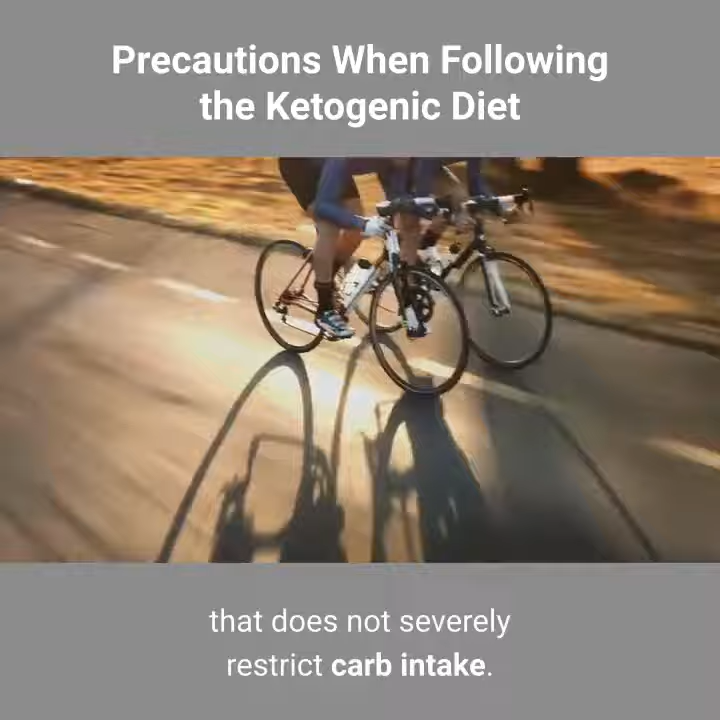 Precautions When Following
the Ketogenic Diet
that does not severely
restrict carb intake.